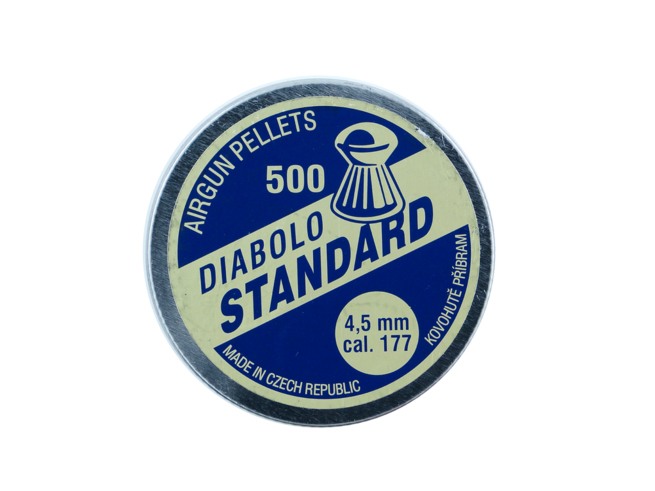 AIRGUN PELLETS
500
DIABOLO
STANDARD
4,5 mm
cal. 177
KOVOHUTĚ PŘÍBRAM
MADE IN CZECH REPUBLIC